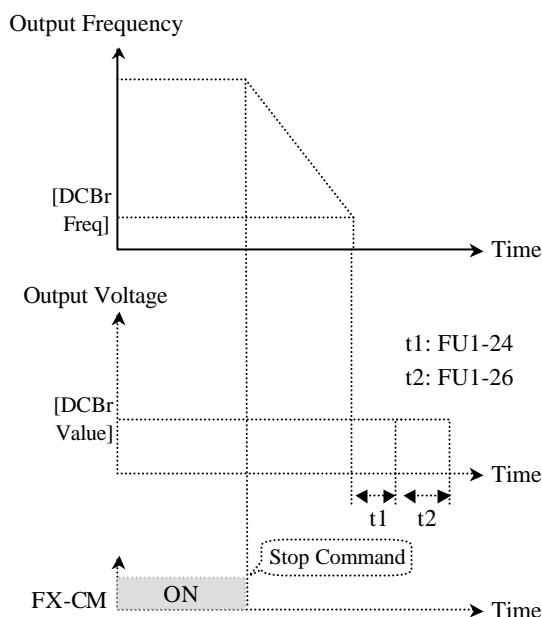 Output Frequency
[DCBr
Freq]
Time
Output Voltage
t1: FU1-24
t2: FU1-26
[DCBr
Value]
Time
t1 t2
Stop Command
FX-CM ON
Time